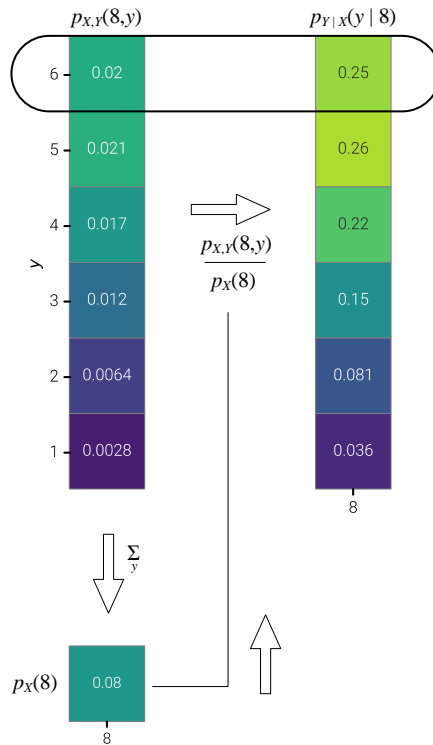 p_{X,Y}(8,y) p_{Y|X}(y | 8)
6 0.02 0.25
5 0.021 0.26
4 0.017 0.22
p_{X,Y}(8,y)
p_X(8)
y
3 0.012 0.15
2 0.0064 0.081
1 0.0028 0.036
8
Σ
y
p_X(8) 0.08
8